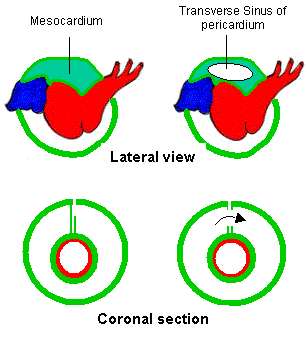 Mesocardium
Transverse Sinus of
pericardium
Lateral view
Coronal section